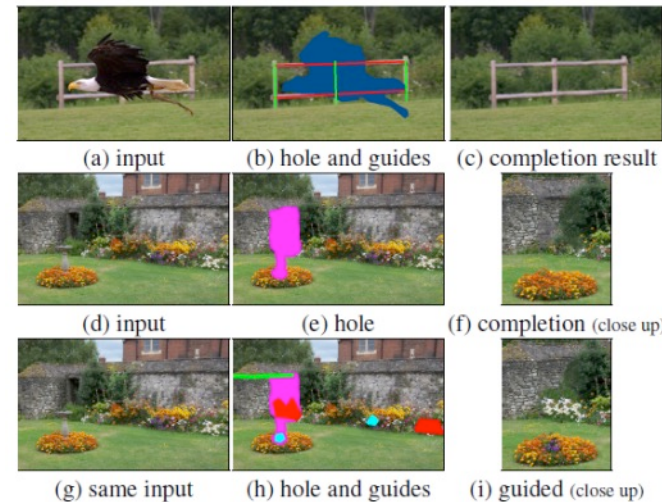 (a) input (b) hole and guides (c) completion result
(d) input (e) hole (f) completion (close up)
(g) same input (h) hole and guides (i) guided (close up)